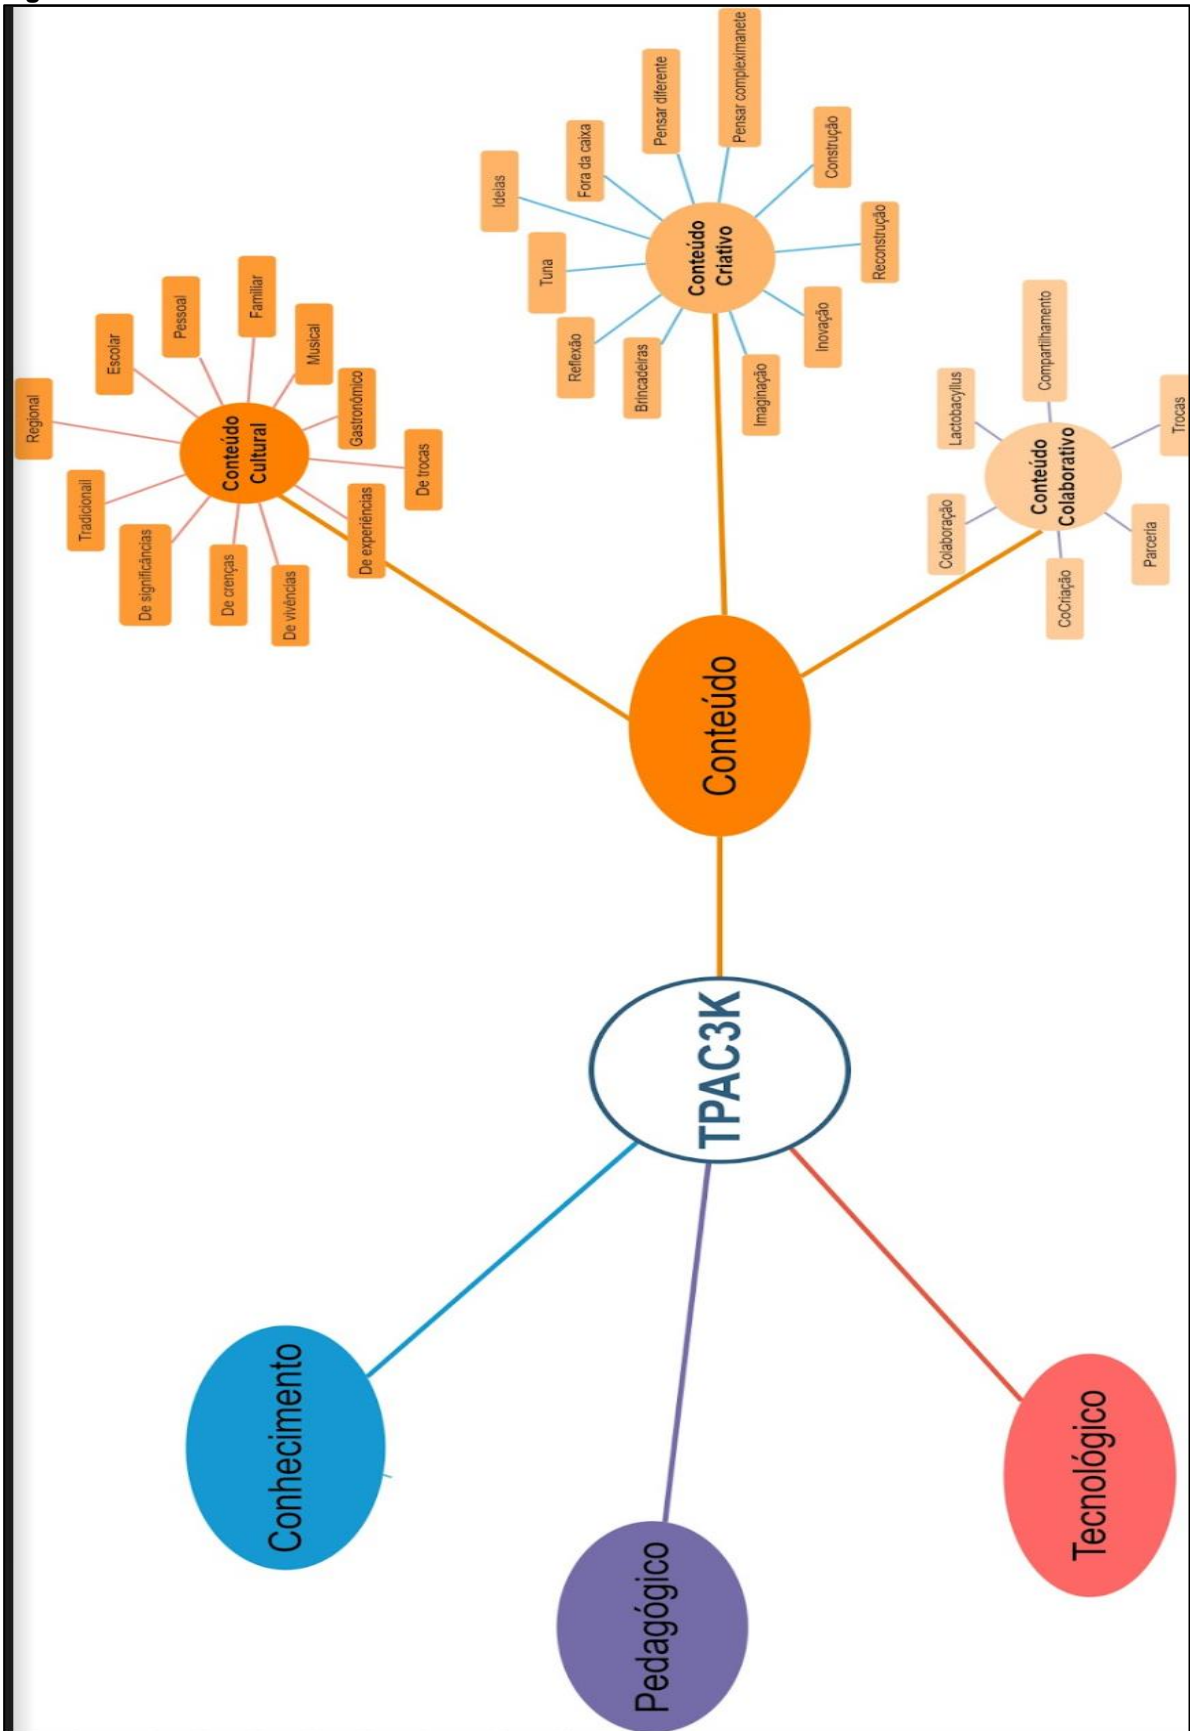 Conhecimento
Pedagógico
Tecnológico
TPAC3K
Conteúdo
Conteúdo
Cultural
Regional
Tradicionail
Escolar
De significâncias
Pessoal
De crenças
Familiar
De vivências
Musical
Gastronômico
De experiências
De trocas
Conteúdo
Criativo
Ideias
Tuna
Fora da caixa
Reflexão
Pensar diferente
Brincadeiras
Pensar compleximanete
Imaginação
Inovação
Construção
Reconstrução
Conteúdo
Colaborativo
Colaboração
Lactobacyllus
Compartilhamento
CoCriação
Parceria
Trocas